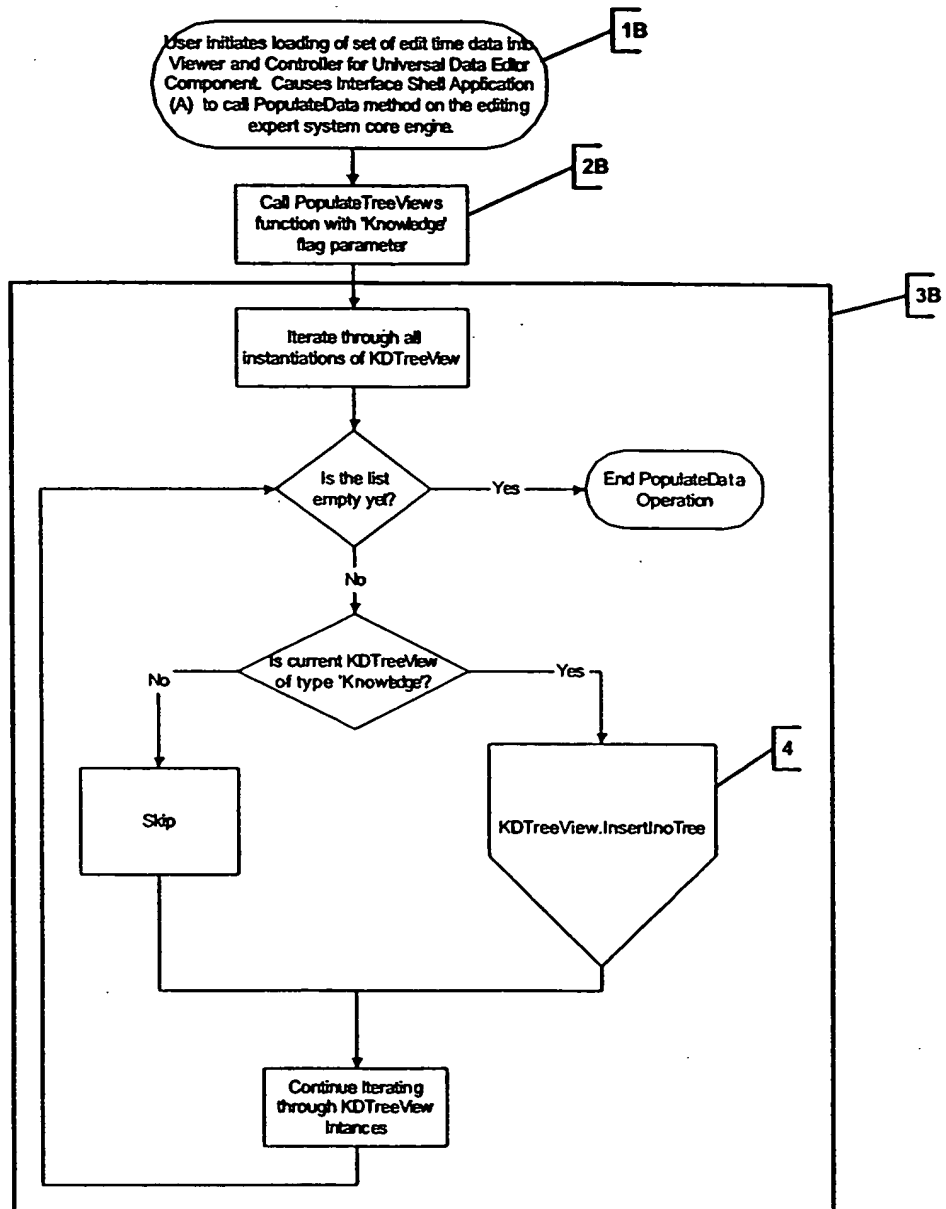 1B
User initiates loading of set of edit time data into
Viewer and Controller for Universal Data Editor
Component. Causes Interface Shell Application
(A) to call PopulateData method on the editing
expert system core engine.
2B
Call PopulateTreeViews
function with 'Knowledge'
flag parameter
3B
Iterate through all
instantiations of KDTreeView
Is the list
empty yet?
Yes
End PopulateData
Operation
No
Is current KDTreeView
of type 'Knowledge'?
No
Yes
4
Skip
KDTreeView.InsertInoTree
Continue Iterating
through KDTreeView
Intances